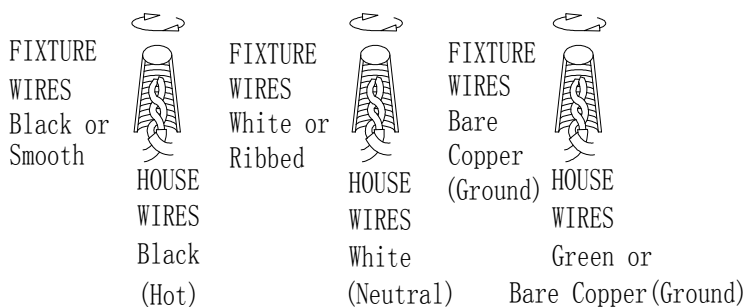 FIXTURE
WIRES
Black or
Smooth
HOUSE
WIRES
Black
(Hot)
FIXTURE
WIRES
White or
Ribbed
HOUSE
WIRES
White
(Neutral)
FIXTURE
WIRES
Bare
Copper
(Ground)
HOUSE
WIRES
Green or
Bare Copper(Ground)